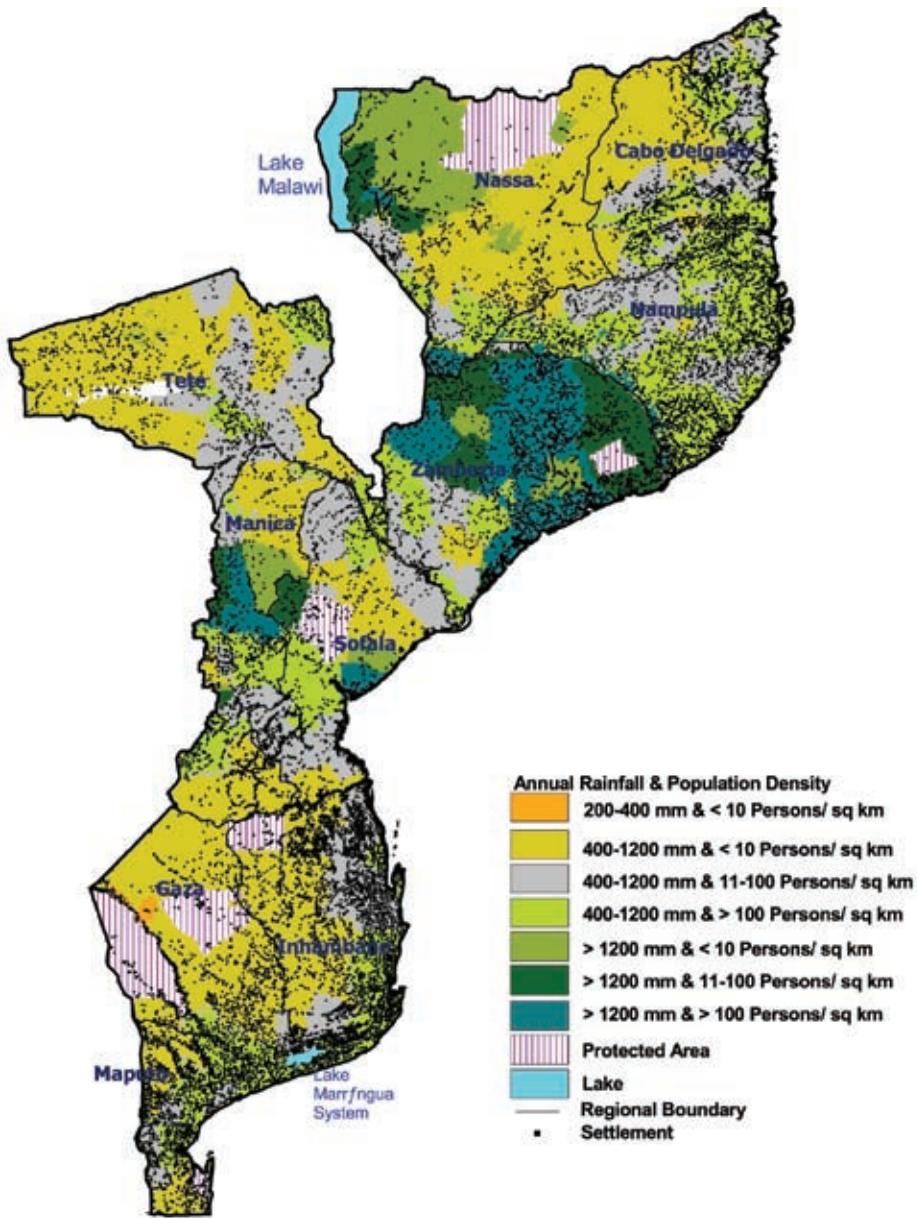 Lake
Malawi
Cabo Delgado
Nassa
Nampula
Tete
Zambezia
Manica
Sofala
Gaza
Inhambane
Maputo
Lake
Marrƒngua
System
Annual Rainfall & Population Density
200-400 mm & < 10 Persons/ sq km
400-1200 mm & < 10 Persons/ sq km
400-1200 mm & 11-100 Persons/ sq km
400-1200 mm & > 100 Persons/ sq km
> 1200 mm & < 10 Persons/ sq km
> 1200 mm & 11-100 Persons/ sq km
> 1200 mm & > 100 Persons/ sq km
Protected Area
Lake
Regional Boundary
Settlement